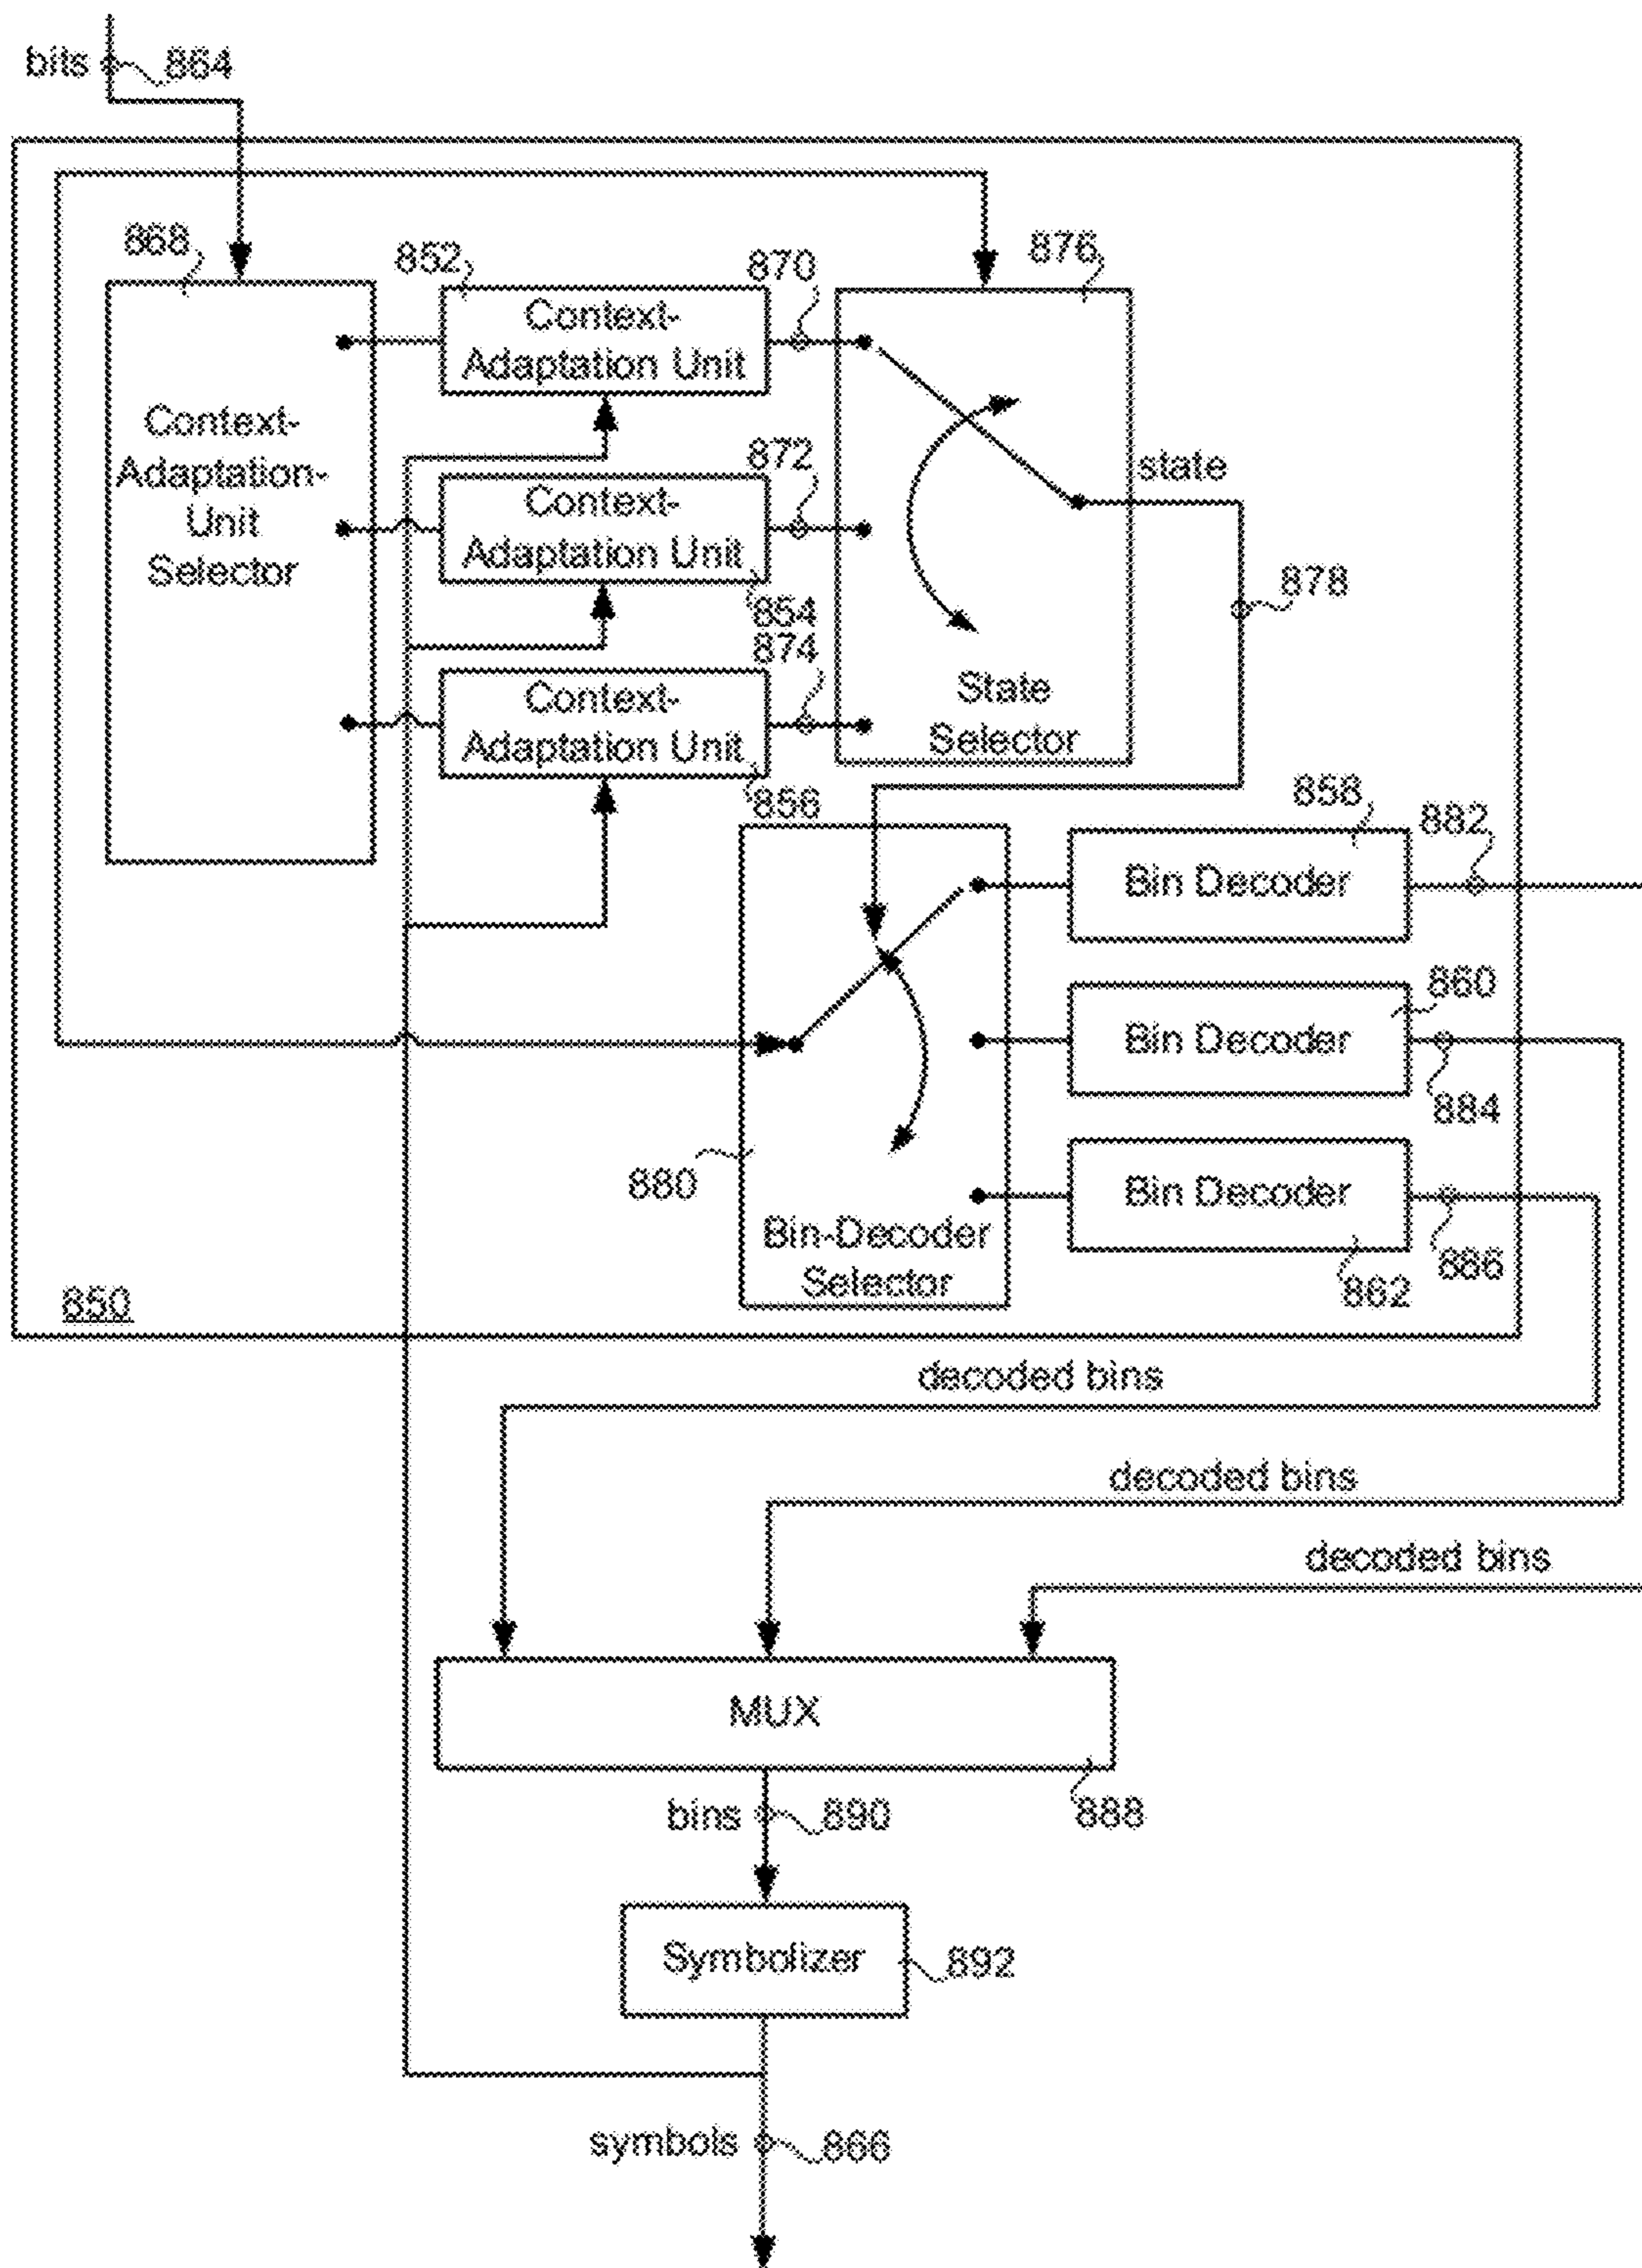 bits
864
868
852
870
876
Context-
Adaptation Unit
Context-
Adaptation-
Unit
Selector
872
state
Context-
Adaptation Unit
878
854
874
Context-
Adaptation Unit
State
Selector
856
858
882
Bin Decoder
860
Bin Decoder
884
880
Bin Decoder
Bin-Decoder
Selector
886
862
850
decoded bins
decoded bins
decoded bins
MUX
bins
890
888
Symbolizer
892
symbols
866